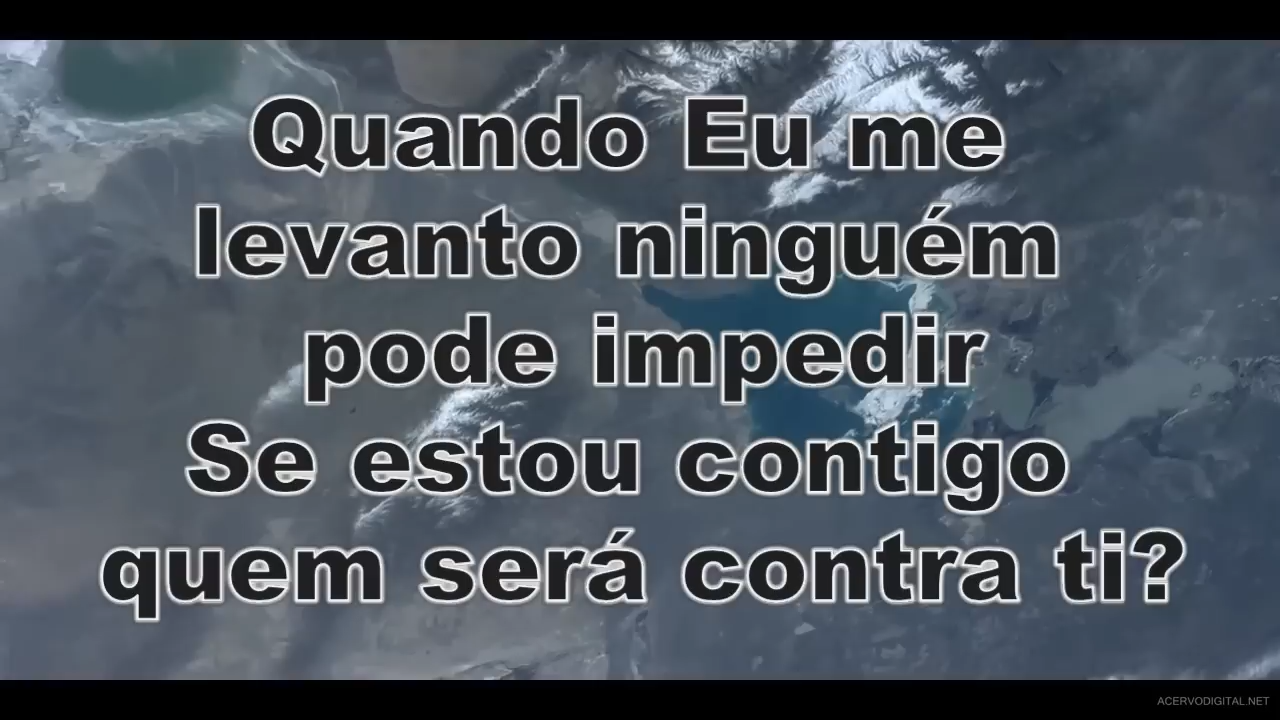 Quando Eu me
levanto ninguém
pode impedir
Se estou contigo
quem será contra ti?
ACERVODIGITAL.NET